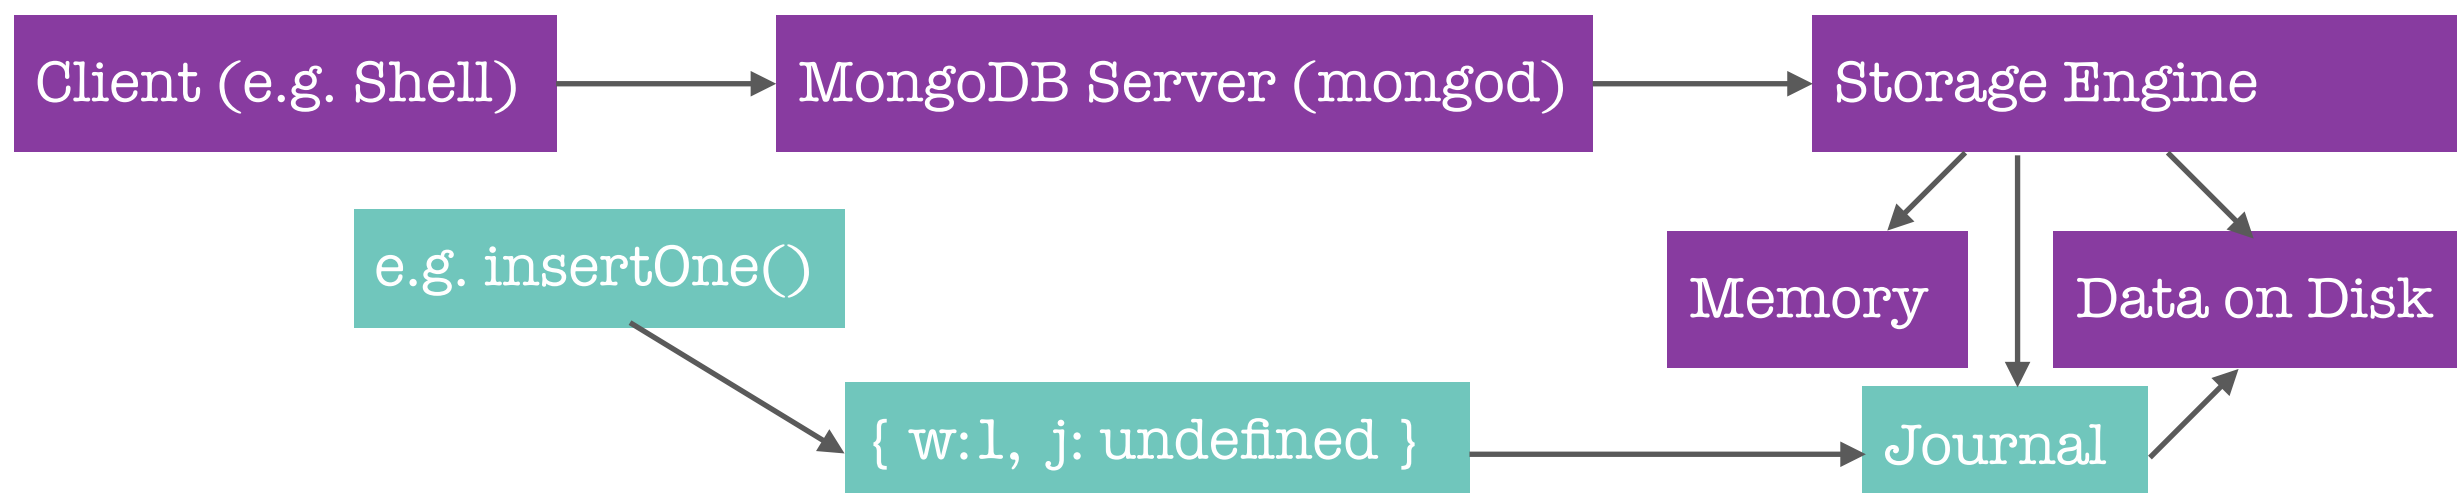 Client (e.g. Shell)
MongoDB Server (mongod)
Storage Engine
e.g. insertOne()
Memory
Data on Disk
{ w:1, j: undefined }
Journal